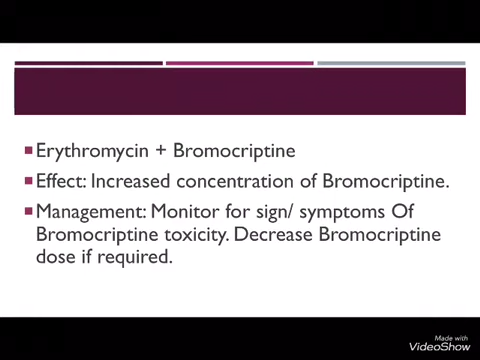 Erythromycin + Bromocriptine
Effect: Increased concentration of Bromocriptine.
Management: Monitor for sign/ symptoms Of
Bromocriptine toxicity. Decrease Bromocriptine
dose if required.
Made with
VideoShow